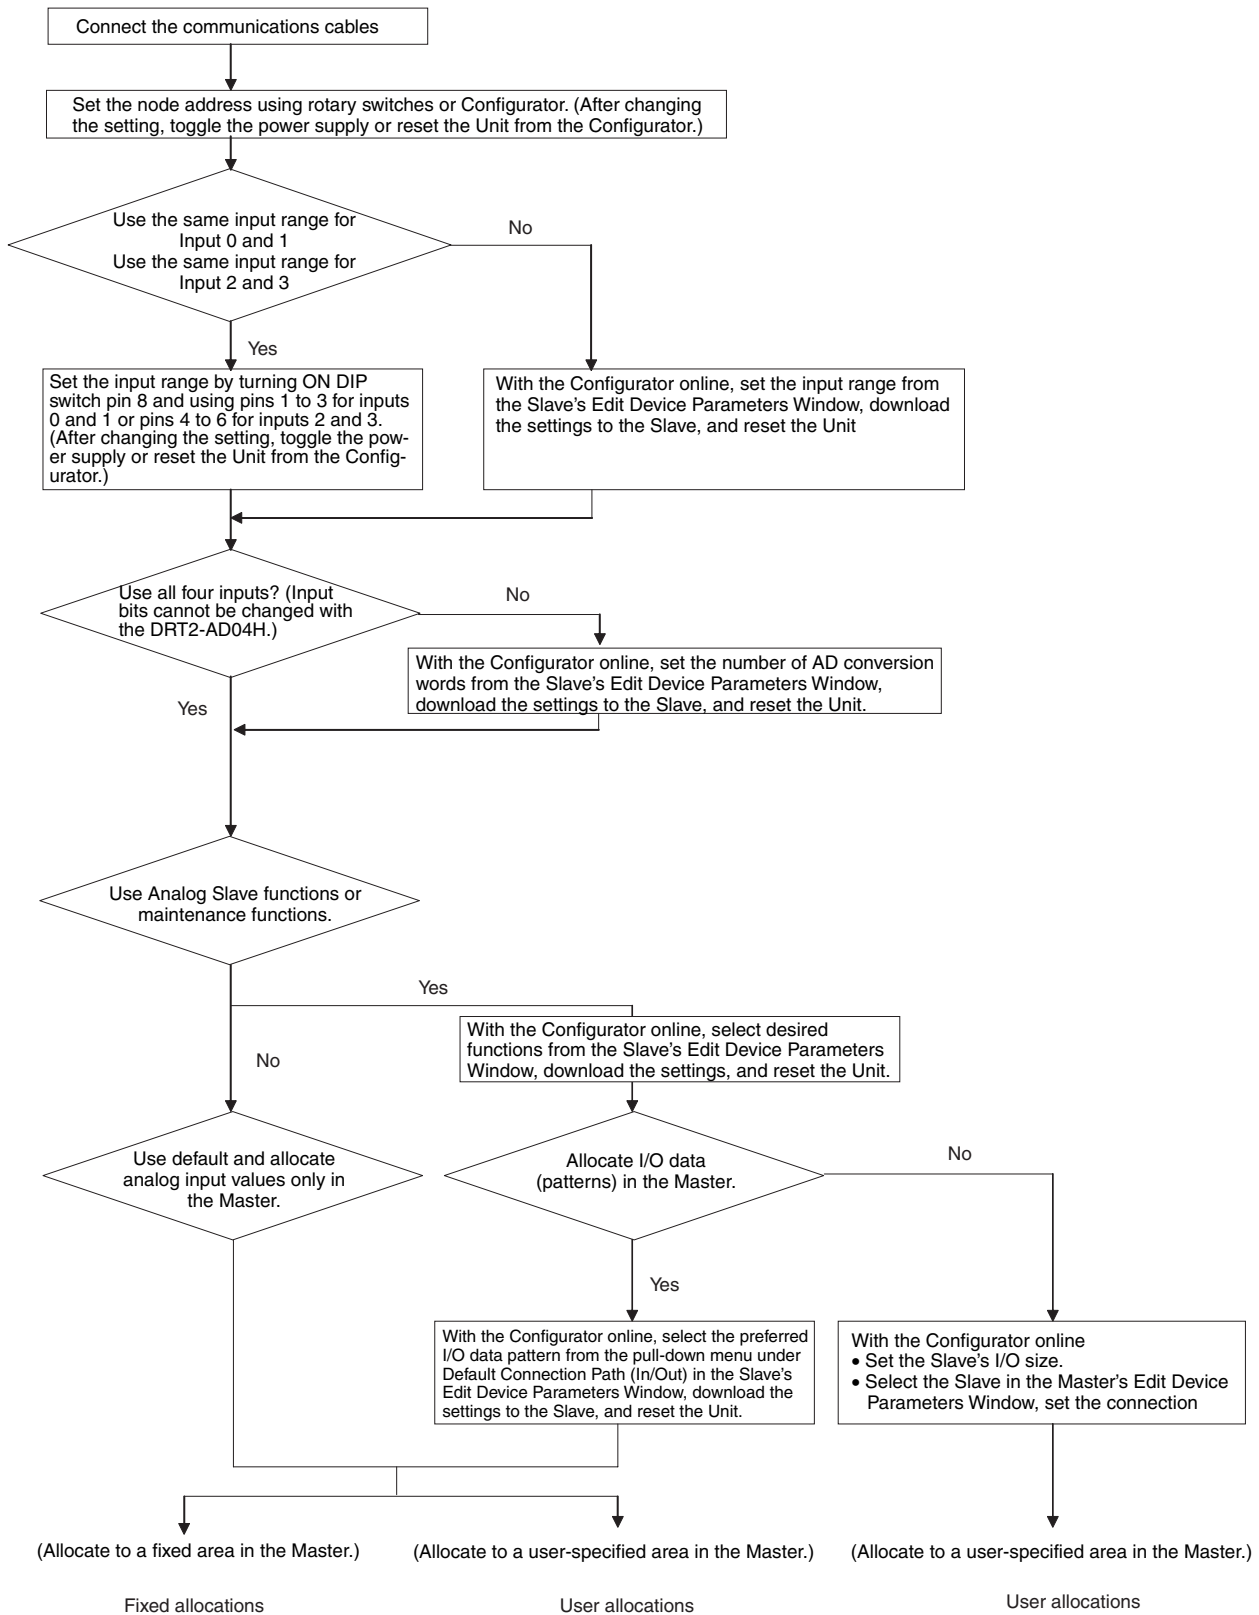 Connect the communications cables
Set the node address using rotary switches or Configurator. (After changing
the setting, toggle the power supply or reset the Unit from the Configurator.)
Use the same input range for
Input 0 and 1
Use the same input range for
Input 2 and 3
No
Yes
Set the input range by turning ON DIP
switch pin 8 and using pins 1 to 3 for inputs
0 and 1 or pins 4 to 6 for inputs 2 and 3.
(After changing the setting, toggle the pow-
er supply or reset the Unit from the Config-
urator.)
With the Configurator online, set the input range from
the Slave's Edit Device Parameters Window, download
the settings to the Slave, and reset the Unit
Use all four inputs? (Input
bits cannot be changed with
the DRT2-AD04H.)
No
With the Configurator online, set the number of AD conversion
words from the Slave's Edit Device Parameters Window,
download the settings to the Slave, and reset the Unit.
Yes
Use Analog Slave functions or
maintenance functions.
Yes
With the Configurator online, select desired
functions from the Slave's Edit Device Parameters
Window, download the settings, and reset the Unit.
No
Use default and allocate
analog input values only in
the Master.
Allocate I/O data
(patterns) in the Master.
No
Yes
With the Configurator online, select the preferred
I/O data pattern from the pull-down menu under
Default Connection Path (In/Out) in the Slave's
Edit Device Parameters Window, download the
settings to the Slave, and reset the Unit.
With the Configurator online
• Set the Slave's I/O size.
• Select the Slave in the Master's Edit Device
Parameters Window, set the connection
(Allocate to a fixed area in the Master.)
(Allocate to a user-specified area in the Master.)
(Allocate to a user-specified area in the Master.)
Fixed allocations
User allocations
User allocations